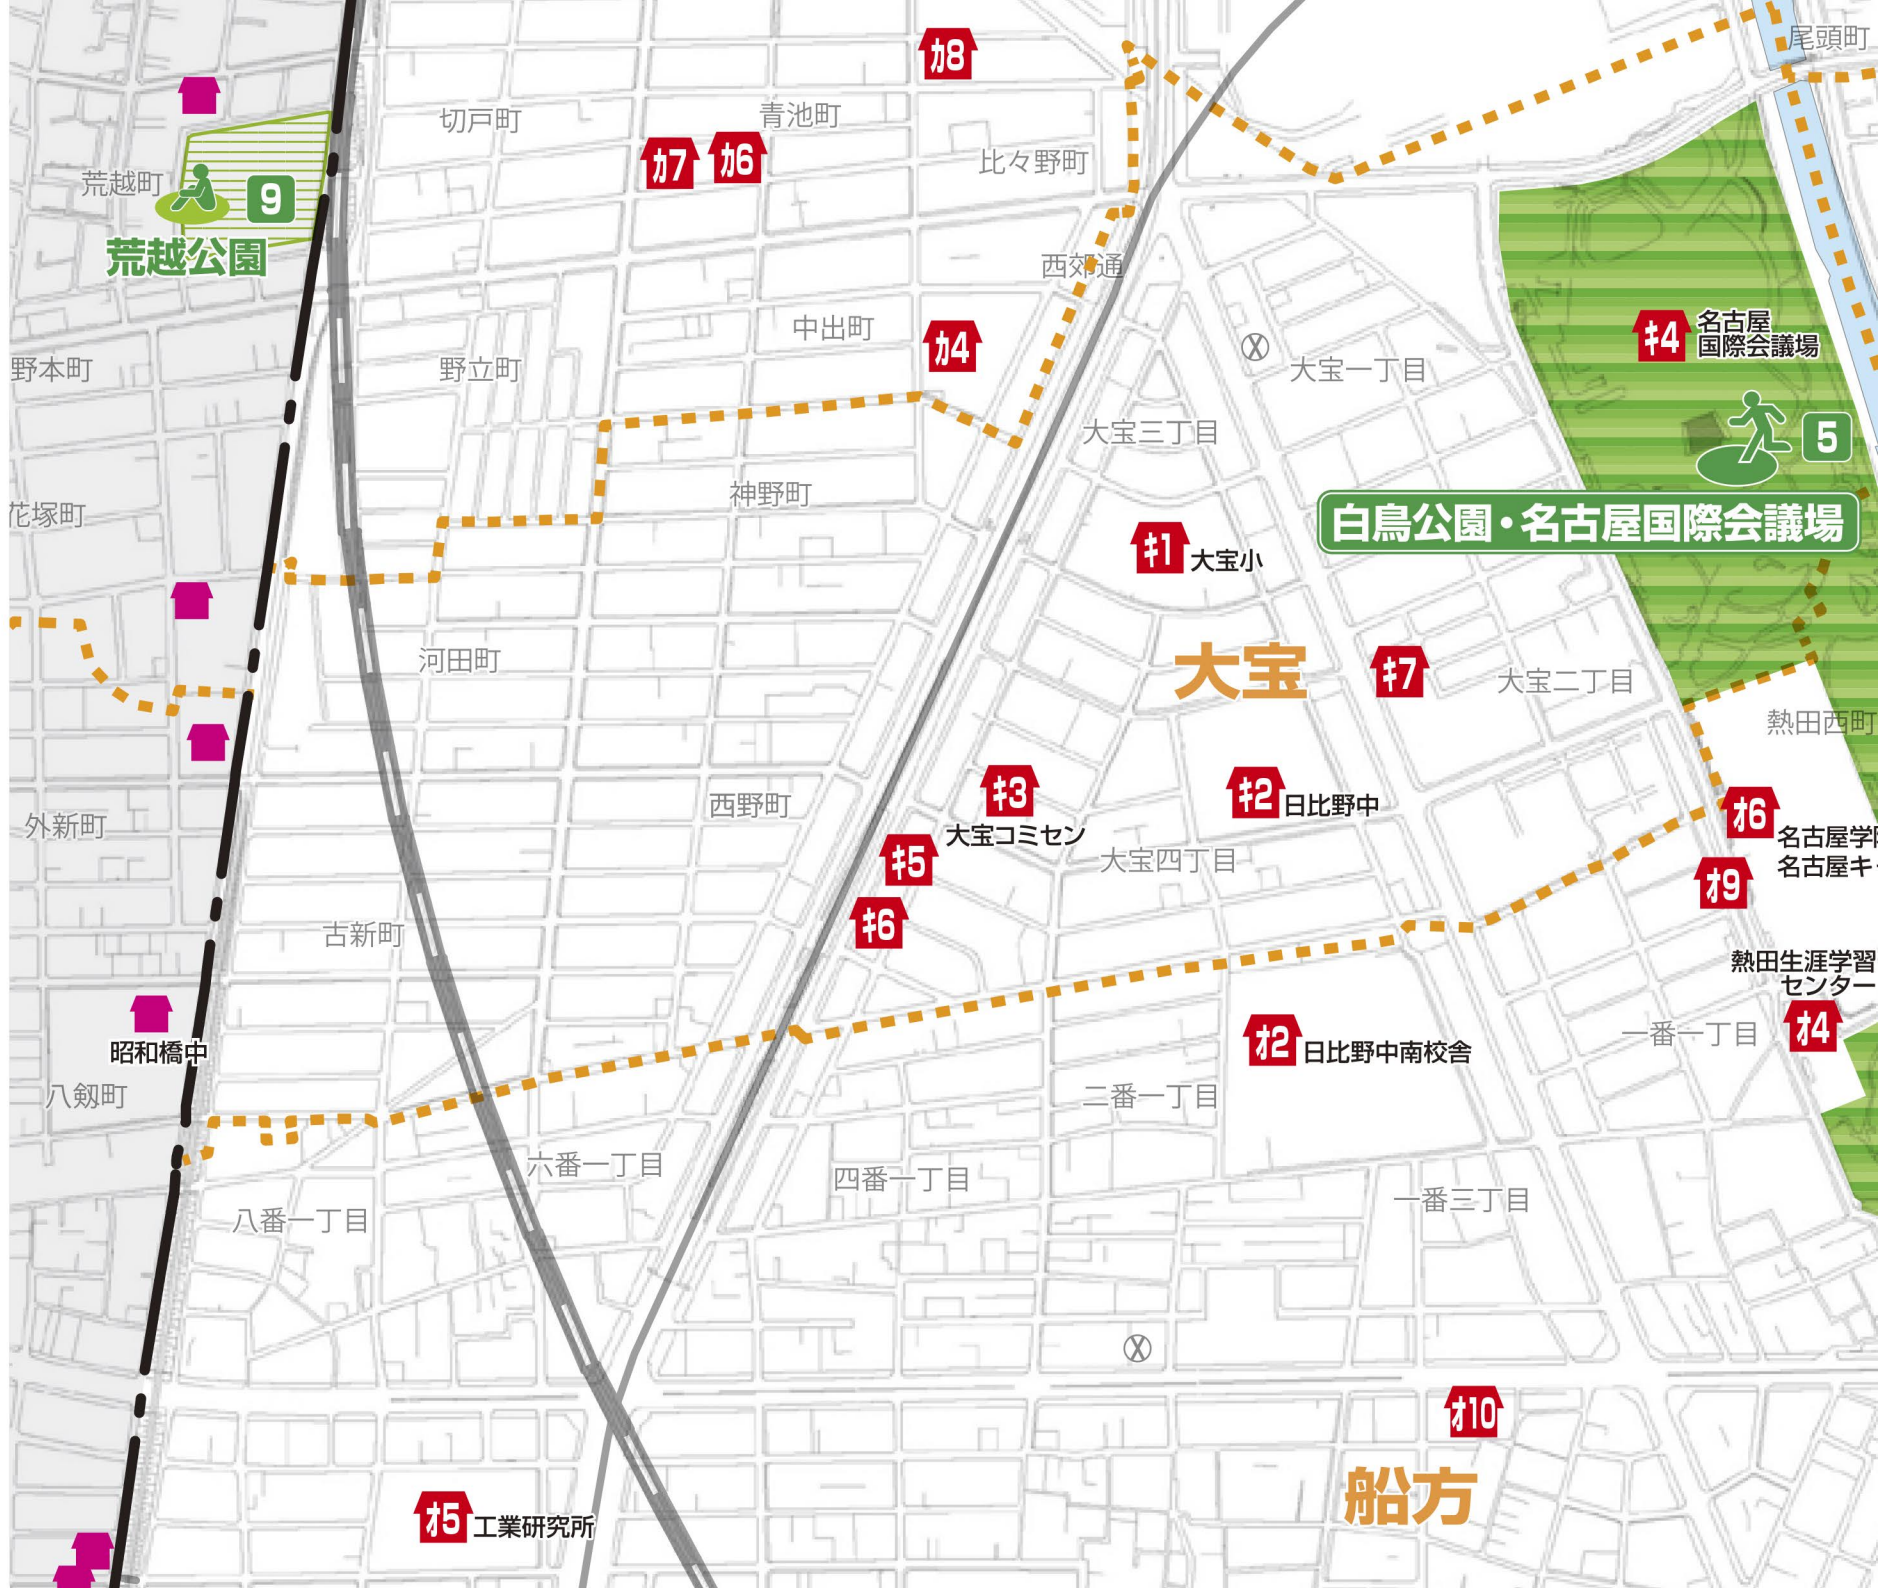 尾頭町
カ8
切戸町
青池町
カ7
カ6
比々野町
荒越町
9
荒越公園
西郊通
中出町
カ4
キ4
名古屋
国際会議場
野本町
野立町
大宝一丁目
大宝三丁目
5
神野町
花塚町
白鳥公園・名古屋国際会議場
キ1
大宝小
河田町
大宝
キ7
大宝二丁目
熱田西町
西野町
キ3
大宝コミセン
キ2
日比野中
外新町
キ5
大宝四丁目
オ6
名古屋学
名古屋キ
オ9
キ6
古新町
熱田生涯学習
センター
オ4
昭和橋中
オ2
日比野中南校舎
一番一丁目
八剱町
二番一丁目
六番一丁目
四番一丁目
一番三丁目
八番一丁目
オ10
船方
オ5
工業研究所